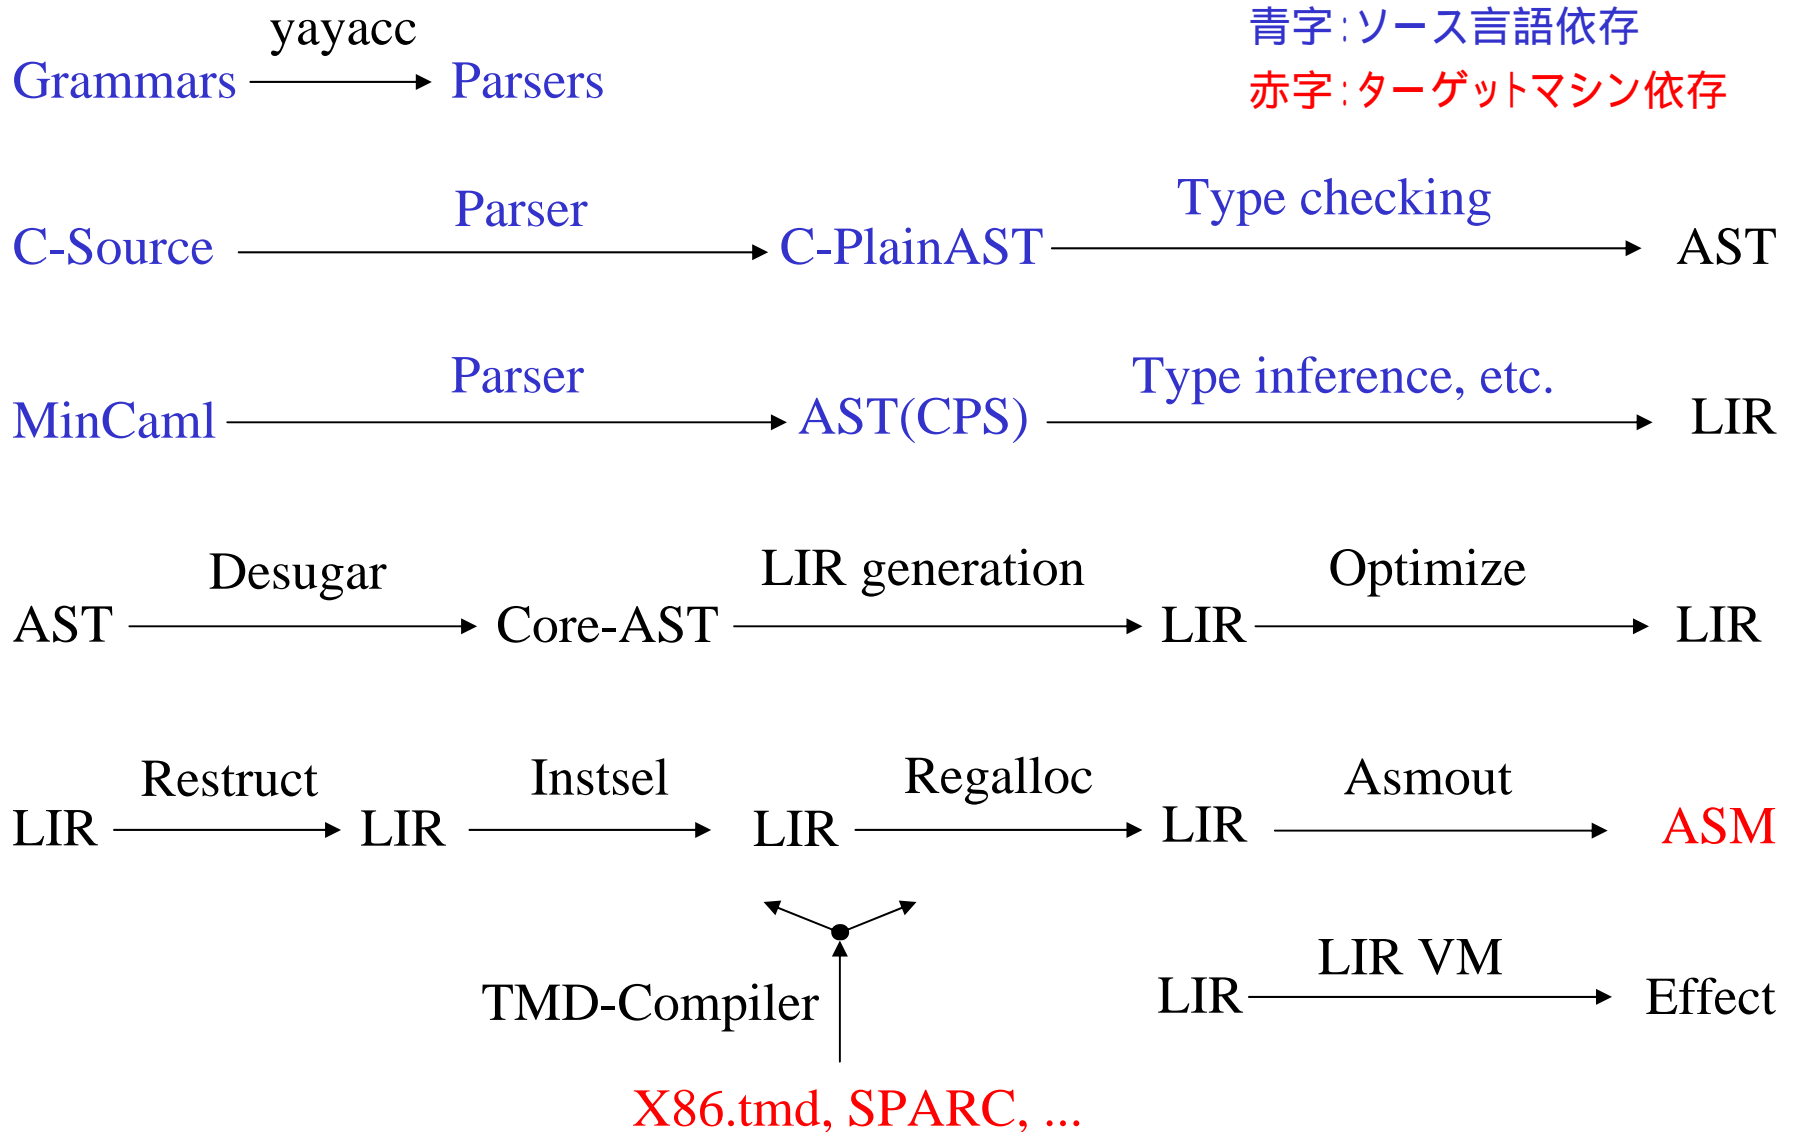 yayacc
Grammars Parsers
青字：ソース言語依存
赤字：ターゲットマシン依存
Parser Type checking
C-Source C-PlainAST AST
Parser Type inference, etc.
MinCaml AST(CPS) LIR
Desugar LIR generation Optimize
AST Core-AST LIR LIR
Restruct Instsel Regalloc Asmout
LIR LIR LIR LIR ASM
LIR VM
TMD-Compiler LIR Effect
X86.tmd, SPARC, ...